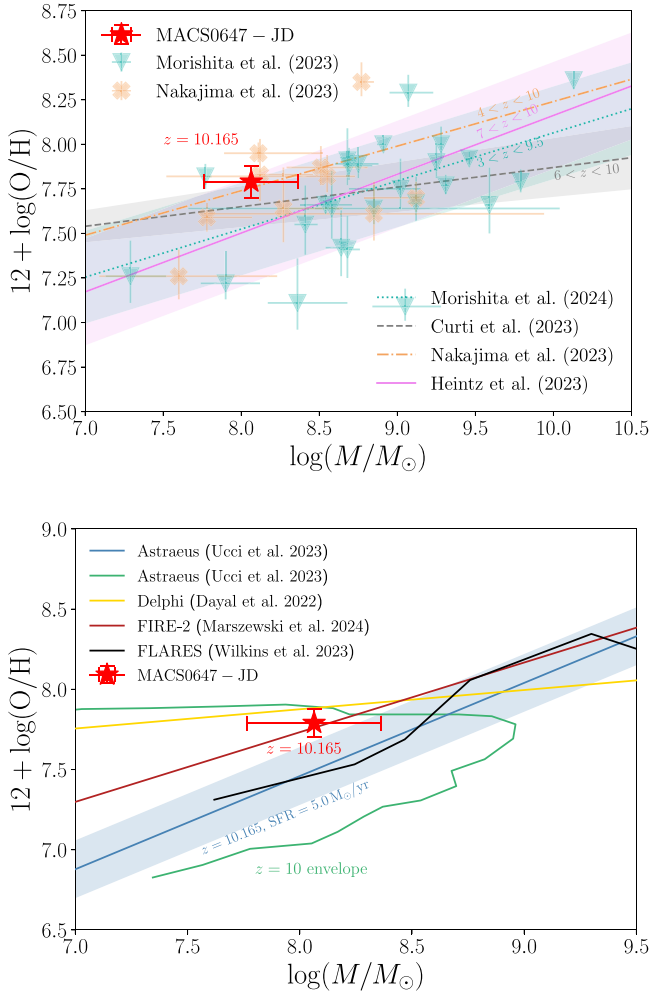 8.75
8.50
8.25
8.00
7.75
7.50
7.25
7.00
6.75
6.50
12 + log(O/H)
MACS0647 − JD
Morishita et al. (2023)
Nakajima et al. (2023)
z = 10.165
4 < z < 10
7 < z < 10
3 < z < 9.5
6 < z < 10
Morishita et al. (2024)
Curti et al. (2023)
Nakajima et al. (2023)
Heintz et al. (2023)
7.0 7.5 8.0 8.5 9.0 9.5 10.0 10.5
log(M/M⊙)
9.0
8.5
8.0
7.5
7.0
6.5
12 + log(O/H)
Astraeus (Ucci et al. 2023)
Astraeus (Ucci et al. 2023)
Delphi (Dayal et al. 2022)
FIRE-2 (Marszewski et al. 2024)
FLARES (Wilkins et al. 2023)
MACS0647−JD
z = 10.165
z = 10.165, SFR = 5.0 M⊙/yr
z = 10 envelope
7.0 7.5 8.0 8.5 9.0 9.5
log(M/M⊙)